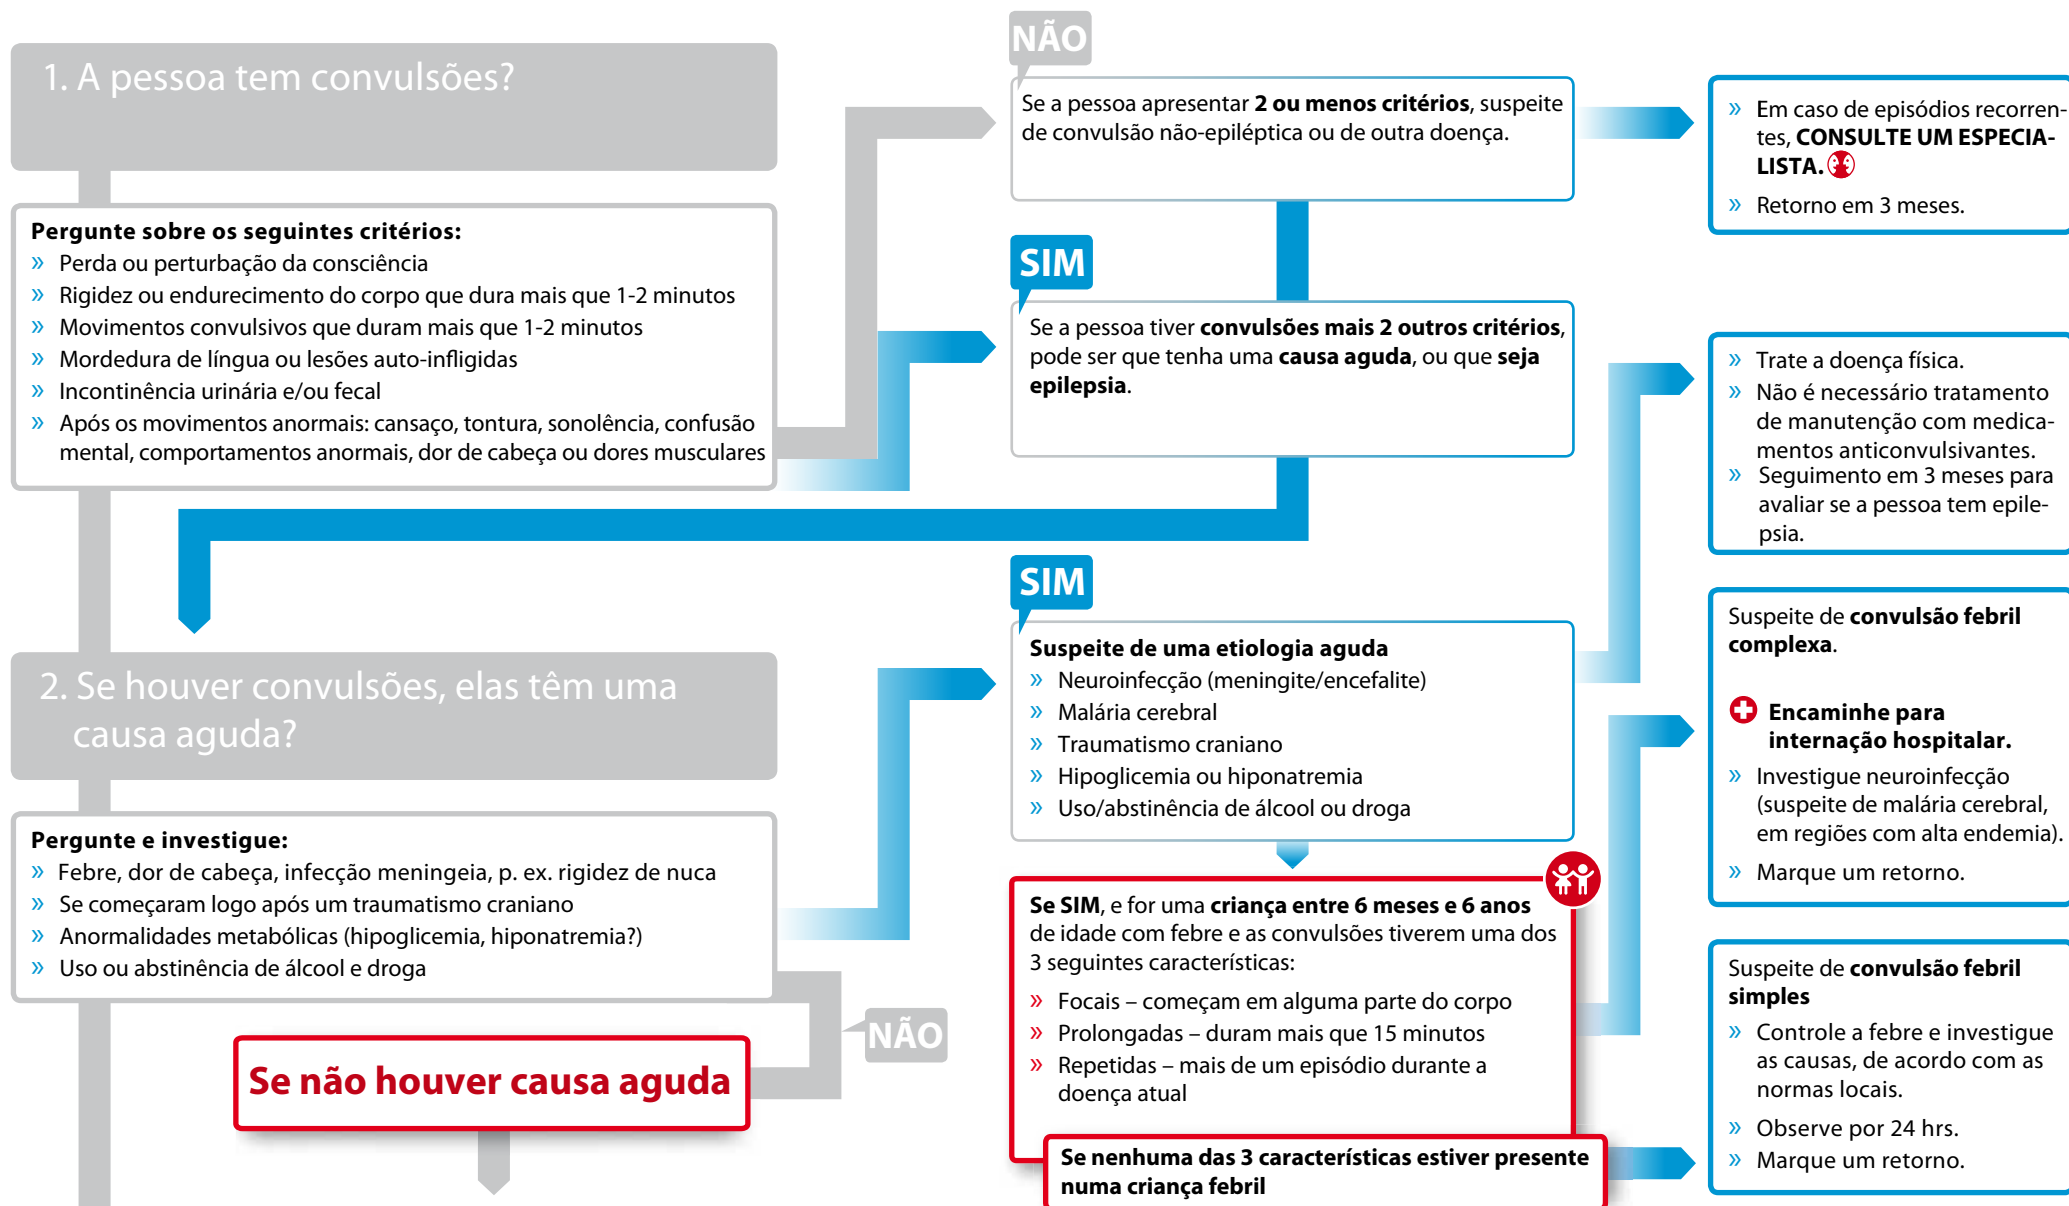 1. A pessoa tem convulsões?
Pergunte sobre os seguintes critérios:
» Perda ou perturbação da consciência
» Rigidez ou endurecimento do corpo que dura mais que 1-2 minutos
» Movimentos convulsivos que duram mais que 1-2 minutos
» Mordedura de língua ou lesões auto-infligidas
» Incontinência urinária e/ou fecal
» Após os movimentos anormais: cansaço, tontura, sonolência, confusão
mental, comportamentos anormais, dor de cabeça ou dores musculares
NÃO
Se a pessoa apresentar 2 ou menos critérios, suspeite
de convulsão não-epiléptica ou de outra doença.
» Em caso de episódios recorren-
tes, CONSULTE UM ESPECIA-
LISTA.
» Retorno em 3 meses.
SIM
Se a pessoa tiver convulsões mais 2 outros critérios,
pode ser que tenha uma causa aguda, ou que seja
epilepsia.
2. Se houver convulsões, elas têm uma
causa aguda?
Pergunte e investigue:
» Febre, dor de cabeça, infecção meningeia, p. ex. rigidez de nuca
» Se começaram logo após um traumatismo craniano
» Anormalidades metabólicas (hipoglicemia, hiponatremia?)
» Uso ou abstinência de álcool e droga
NÃO
Se não houver causa aguda
SIM
Suspeite de uma etiologia aguda
» Neuroinfecção (meningite/encefalite)
» Malária cerebral
» Traumatismo craniano
» Hipoglicemia ou hiponatremia
» Uso/abstinência de álcool ou droga
» Trate a doença física.
» Não é necessário tratamento
de manutenção com medica-
mentos anticonvulsivantes.
» Seguimento em 3 meses para
avaliar se a pessoa tem epile-
psia.
Se SIM, e for uma criança entre 6 meses e 6 anos
de idade com febre e as convulsões tiverem uma dos
3 seguintes características:
» Focais – começam em alguma parte do corpo
» Prolongadas – duram mais que 15 minutos
» Repetidas – mais de um episódio durante a
doença atual
Suspeite de convulsão febril
complexa.
Encaminhe para
internação hospitalar.
» Investigue neuroinfecção
(suspeite de malária cerebral,
em regiões com alta endemia).
» Marque um retorno.
Se nenhuma das 3 características estiver presente
numa criança febril
Suspeite de convulsão febril
simples
» Controle a febre e investigue
as causas, de acordo com as
normas locais.
» Observe por 24 hrs.
» Marque um retorno.